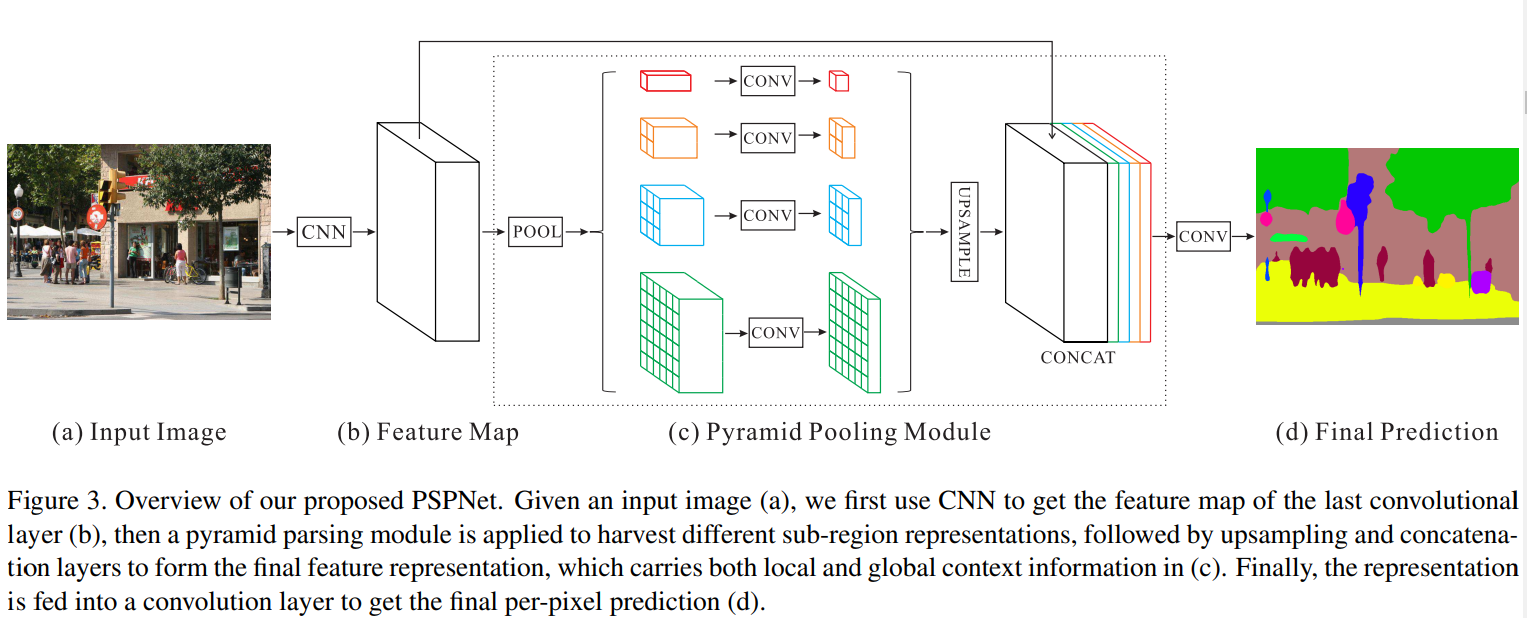 CNN
POOL
CONV
CONV
CONV
CONV
UPSAMPLE
CONCAT
CONV
(a) Input Image
(b) Feature Map
(c) Pyramid Pooling Module
(d) Final Prediction
Figure 3. Overview of our proposed PSPNet. Given an input image (a), we first use CNN to get the feature map of the last convolutional
layer (b), then a pyramid parsing module is applied to harvest different sub-region representations, followed by upsampling and concatena-
tion layers to form the final feature representation, which carries both local and global context information in (c). Finally, the representation
is fed into a convolution layer to get the final per-pixel prediction (d).